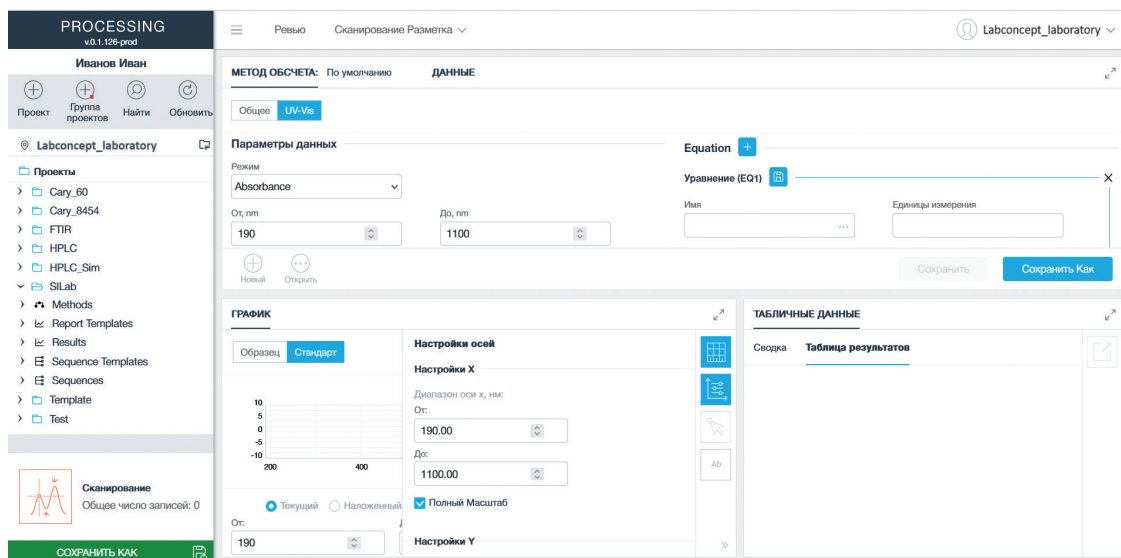 PROCESSING
v.0.1.126-prod
Иванов Иван
Проект
Группа проектов
Найти
Обновить
Labconcept_laboratory
Проекты
Cary_60
Cary_8454
FTIR
HPLC
HPLC_Sim
SILab
Methods
Report Templates
Results
Sequence Templates
Sequences
Template
Test
Сканирование
Общее число записей: 0
СОХРАНИТЬ КАК
Ревью Сканирование Разметка
Labconcept_laboratory
МЕТОД ОБСЧЕТА: По умолчанию ДАННЫЕ
Общее UV-Vis
Параметры данных
Режим
Absorbance
От, nm До, nm
190 1100
Equation +
Уравнение (EQ1)
Имя Единицы измерения
...
Новый Открыть
Сохранить Сохранить Как
ГРАФИК
Образец Стандарт
10
5
0
-5
-10
200 400
Текущий Наложенный
От:
190
Настройки осей
Настройки X
Диапазон оси x, нм:
От:
190.00
До:
1100.00
Полный Масштаб
Настройки Y
Ab
ТАБЛИЧНЫЕ ДАННЫЕ
Сводка Таблица результатов